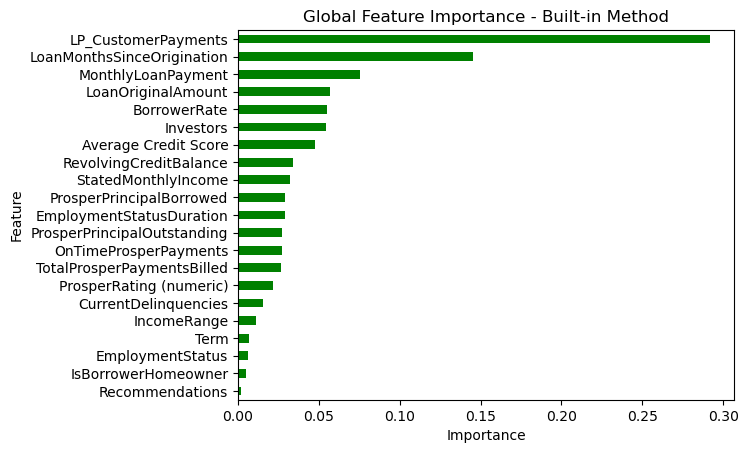 Global Feature Importance - Built-in Method
LP_CustomerPayments
LoanMonthsSinceOrigination
MonthlyLoanPayment
LoanOriginalAmount
BorrowerRate
Investors
Average Credit Score
RevolvingCreditBalance
StatedMonthlyIncome
ProsperPrincipalBorrowed
EmploymentStatusDuration
ProsperPrincipalOutstanding
OnTimeProsperPayments
TotalProsperPaymentsBilled
ProsperRating (numeric)
CurrentDelinquencies
IncomeRange
Term
EmploymentStatus
IsBorrowerHomeowner
Recommendations
Feature
0.00 0.05 0.10 0.15 0.20 0.25 0.30
Importance